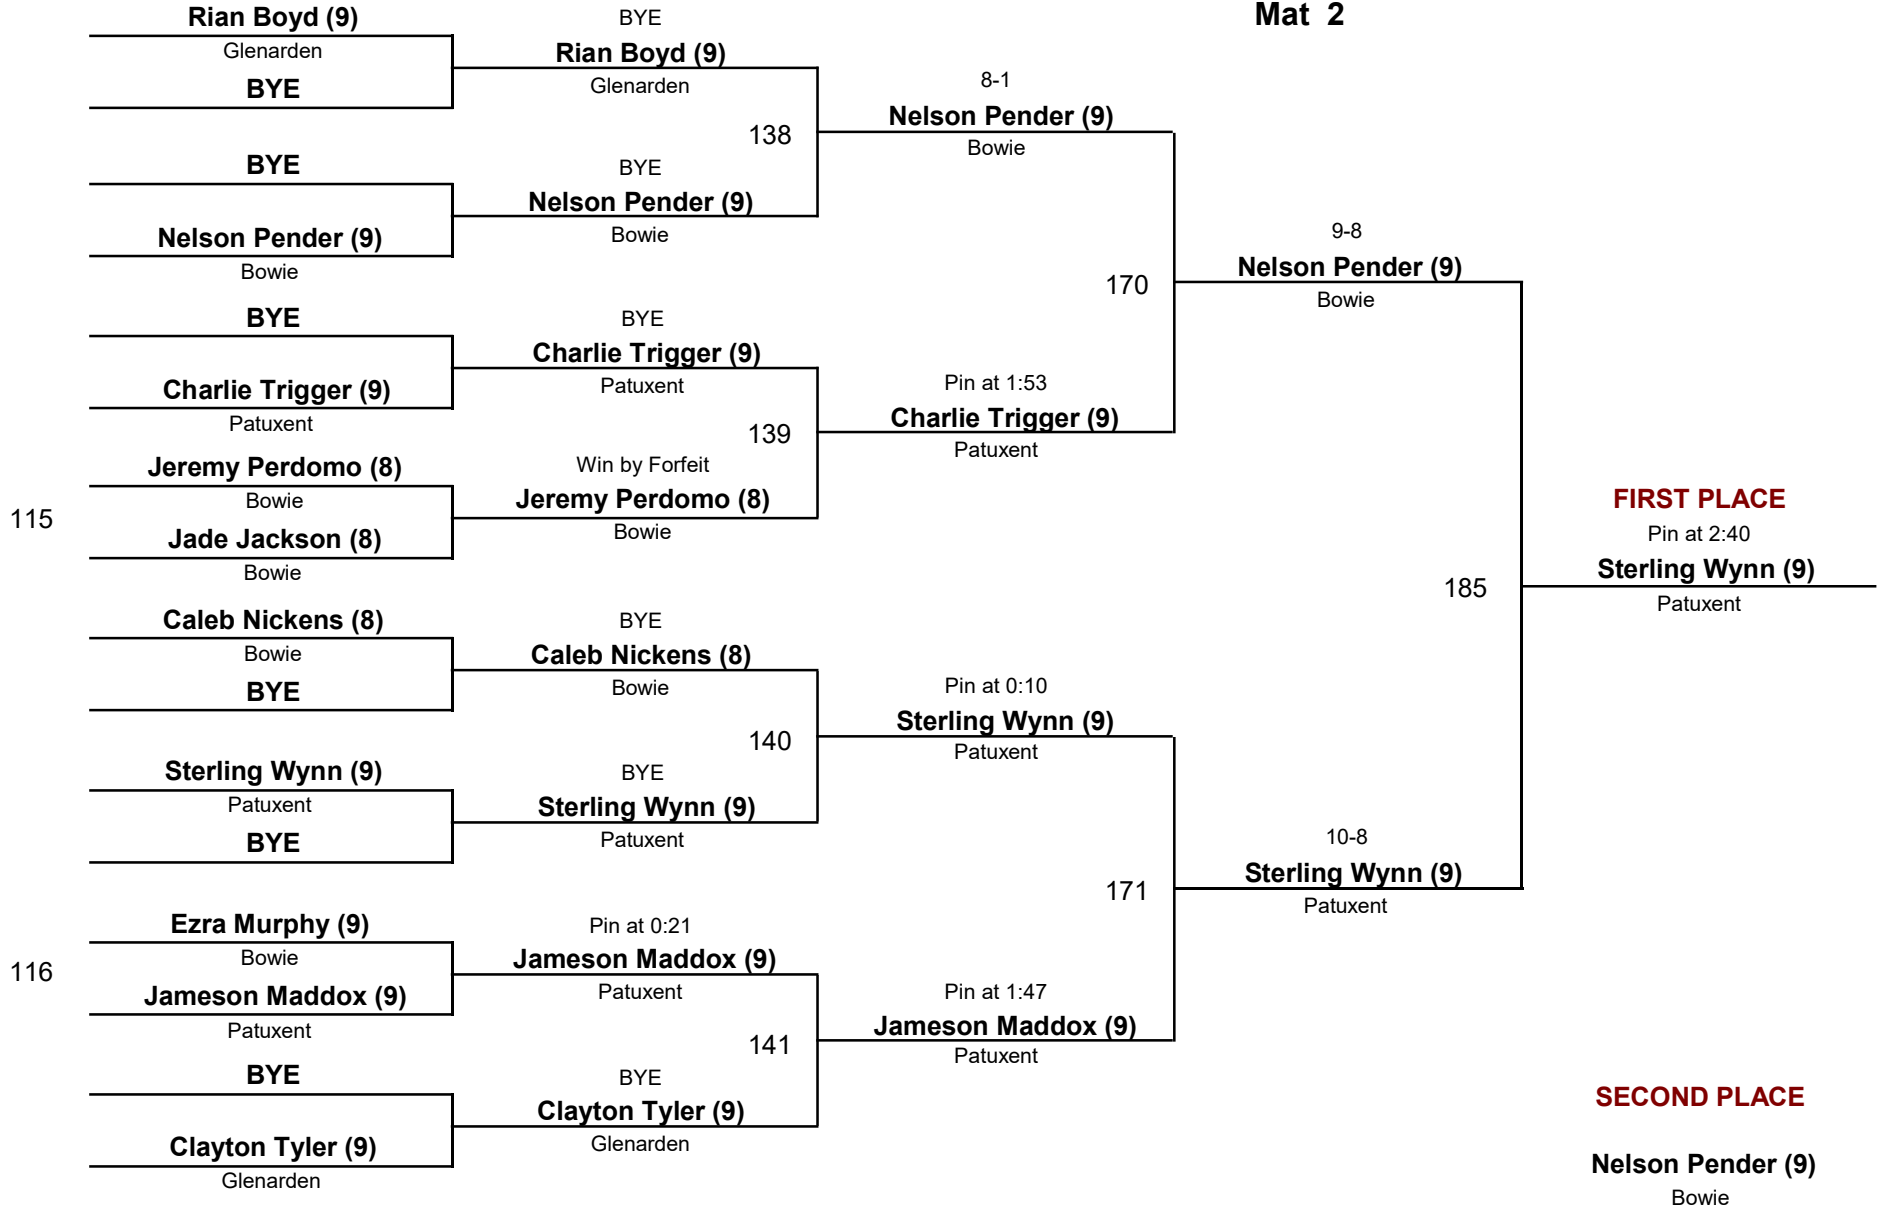 Mat 2
Rian Boyd (9)
Glenarden
BYE
BYE
Nelson Pender (9)
Bowie
BYE
Charlie Trigger (9)
Patuxent
115
Jeremy Perdomo (8)
Bowie
Jade Jackson (8)
Bowie
Caleb Nickens (8)
Bowie
BYE
Sterling Wynn (9)
Patuxent
BYE
116
Ezra Murphy (9)
Bowie
Jameson Maddox (9)
Patuxent
BYE
Clayton Tyler (9)
Glenarden
BYE
Rian Boyd (9)
Glenarden
138
BYE
Nelson Pender (9)
Bowie
BYE
Charlie Trigger (9)
Patuxent
139
Win by Forfeit
Jeremy Perdomo (8)
Bowie
BYE
Caleb Nickens (8)
Bowie
140
BYE
Sterling Wynn (9)
Patuxent
Pin at 0:21
Jameson Maddox (9)
Patuxent
141
BYE
Clayton Tyler (9)
Glenarden
8-1
Nelson Pender (9)
Bowie
170
Pin at 1:53
Charlie Trigger (9)
Patuxent
Pin at 0:10
Sterling Wynn (9)
Patuxent
171
Pin at 1:47
Jameson Maddox (9)
Patuxent
9-8
Nelson Pender (9)
Bowie
185
10-8
Sterling Wynn (9)
Patuxent
FIRST PLACE
Pin at 2:40
Sterling Wynn (9)
Patuxent
SECOND PLACE
Nelson Pender (9)
Bowie